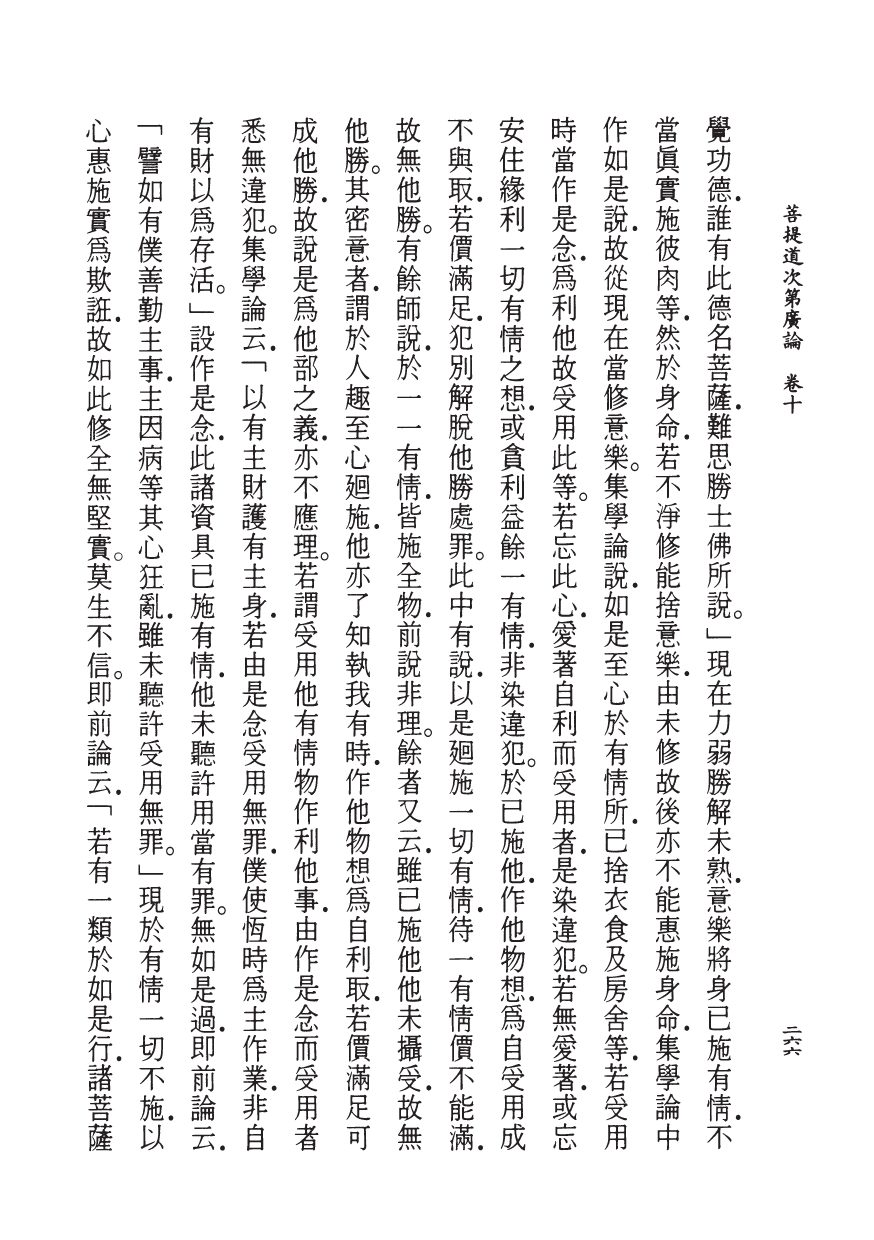 菩提道次第廣論　卷十
二六六
覺功德．誰有此德名菩薩．難思勝士佛所說。」現在力弱勝解未熟．意樂將身已施有情．不
當眞實施彼肉等．然於身命．若不淨修能捨意樂．由未修故後亦不能惠施身命．集學論中
作如是說．故從現在當修意樂。集學論說．如是至心於有情所．已捨衣食及房舍等．若受用
時當作是念．爲利他故受用此等。若忘此心．愛著自利而受用者．是染違犯。若無愛著．或忘
安住緣利一切有情之想．或貪利益餘一有情．非染違犯。於已施他．作他物想．爲自受用成
不與取．若價滿足．犯別解脫他勝處罪。此中有說．以是廻施一切有情．待一有情價不能滿．
故無他勝。有餘師說．於一一有情．皆施全物．前說非理。餘者又云．雖已施他．他未攝受．故無
他勝。其密意者．謂於人趣至心廻施．他亦了知執我有時．作他物想爲自利取．若價滿足可
成他勝．故說是爲他部之義．亦不應理。若謂受用他有情物作利他事．由作是念而受用者
悉無違犯。集學論云．「以有主財護有主身．若由是念受用無罪．僕使恆時爲主作業．非自
有財以爲存活。」設作是念．此諸資具已施有情．他未聽許用當有罪。無如是過．即前論云．
「譬如有僕善勤主事．主因病等其心狂亂．雖未聽許受用無罪。」現於有情一切不施．以
心惠施實爲欺誑．故如此修全無堅實。莫生不信。即前論云．「若有一類於如是行．諸菩薩